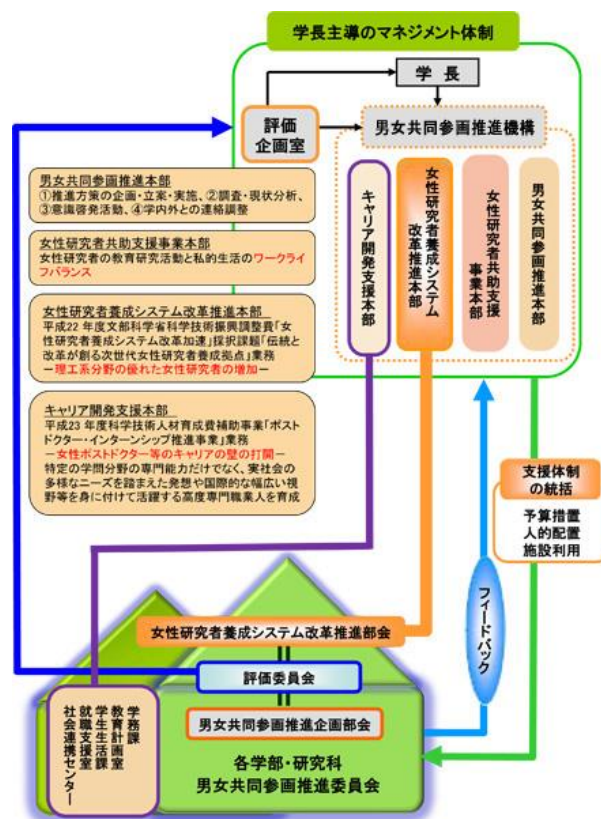 学長主導のマネジメント体制
学 長
評価
企画室
男女共同参画推進機構
キャリア開発支援本部
女性研究者養成システム
改革推進本部
女性研究者共助支援
事業本部
男女共同参画推進本部
男女共同参画推進本部
①推進方策の企画・立案・実施、②調査・現状分析、
③意識啓発活動、④学内外との連絡調整
女性研究者共助支援事業本部
女性研究者の教育研究活動と私的生活のワークライ
フバランス
女性研究者養成システム改革推進本部
平成22 年度文部科学省科学技術振興調整費「女
性研究者養成システム改革加速」採択課題「伝統と
改革が創る次世代女性研究者養成拠点」業務
ー理工系分野の優れた女性研究者の増加ー
キャリア開発支援本部
平成23 年度科学技術人材育成費補助事業「ポスト
ドクター・インターンシップ推進事業」業務
ー女性ポストドクター等のキャリアの壁の打開ー
特定の学問分野の専門能力だけでなく、実社会の
多様なニーズを踏まえた発想や国際的な幅広い視
野等を身に付けて活躍する高度専門職業人を育成
支援体制
の統括
予算措置
人的配置
施設利用
フィードバック
女性研究者養成システム改革推進部会
評価委員会
男女共同参画推進企画部会
各学部・研究科
男女共同参画推進委員会
学務課
教育計画室
学生生活課
就職支援室
社会連携センター